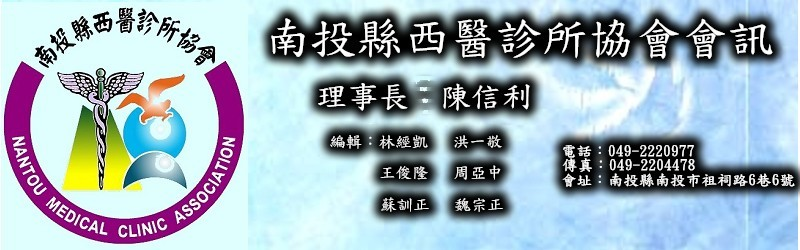 南投縣西醫診所協會
NANTOU MEDICAL CLINIC ASSOCIATION
南投縣西醫診所協會會訊
理事長：陳信利
編輯：林經凱 洪一敬
王俊隆 周亞中
蘇訓正 魏宗正
電話：049-2220977
傳真：049-2204478
會址：南投縣南投市祖祠路6巷6號